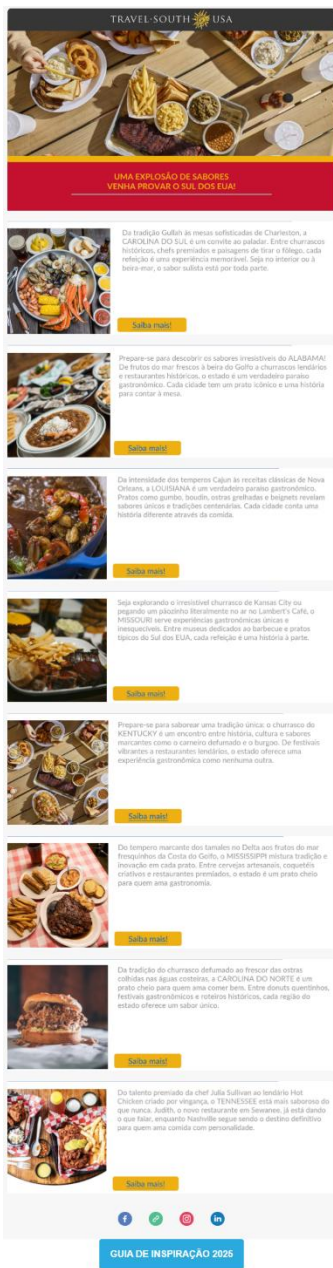 TRAVEL·SOUTH USA
UMA EXPLOSÃO DE SABORES
VENHA PROVAR O SUL DOS EUA!
Da tradição Gullah às mesas sofisticadas de Charleston, a
CAROLINA DO SUL é um convite ao paladar. Entre churrascos
históricos, chefs premiados e paisagens de tirar o fôlego, cada
refeição é uma experiência memorável. Seja no interior ou à
beira-mar, o sabor sulista está por toda parte.
Saiba mais!
Prepare-se para descobrir os sabores irresistíveis do ALABAMA!
De frutos do mar frescos à beira do Golfo a churrascos lendários
e restaurantes históricos, o estado é um verdadeiro paraíso
gastronômico. Cada cidade tem um prato icônico e uma história
para contar à mesa.
Saiba mais!
Da intensidade dos temperos Cajun às receitas clássicas de Nova
Orleans, a LOUISIANA é um verdadeiro paraíso gastronômico.
Pratos como gumbo, boudin, ostras grelhadas e beignets revelam
sabores únicos e tradições centenárias. Cada cidade conta uma
história diferente através da comida.
Saiba mais!
Seja explorando o irresistível churrasco de Kansas City ou
pegando um pãozinho literalmente no ar no Lambert's Café, o
MISSOURI serve experiências gastronômicas únicas e
inesquecíveis. Entre museus dedicados ao barbecue e pratos
típicos do Sul dos EUA, cada refeição é uma história à parte.
Saiba mais!
Prepare-se para saborear uma tradição única: o churrasco do
KENTUCKY é um encontro entre história, cultura e sabores
marcantes como o carneiro defumado e o burgoo. De festivais
vibrantes a restaurantes lendários, o estado oferece uma
experiência gastronômica como nenhuma outra.
Saiba mais!
Do tempero marcante dos tamales no Delta aos frutos do mar
fresquinhos da Costa do Golfo, o MISSISSIPPI mistura tradição e
inovação em cada prato. Entre cervejas artesanais, coquetéis
criativos e restaurantes premiados, o estado é um prato cheio
para quem ama gastronomia.
Saiba mais!
Da tradição do churrasco defumado ao frescor das ostras
colhidas nas águas costeiras, a CAROLINA DO NORTE é um
prato cheio para quem ama comer bem. Entre donuts quentinhos,
festivais gastronômicos e roteiros históricos, cada região do
estado oferece um sabor único.
Saiba mais!
Do talento premiado da chef Julia Sullivan ao lendário Hot
Chicken criado por vingança, o TENNESSEE está mais saboroso do
que nunca. Judith, o novo restaurante em Sewanee, já está dando
o que falar, enquanto Nashville segue sendo o destino definitivo
para quem ama comida com personalidade.
Saiba mais!
GUIA DE INSPIRAÇÃO 2026